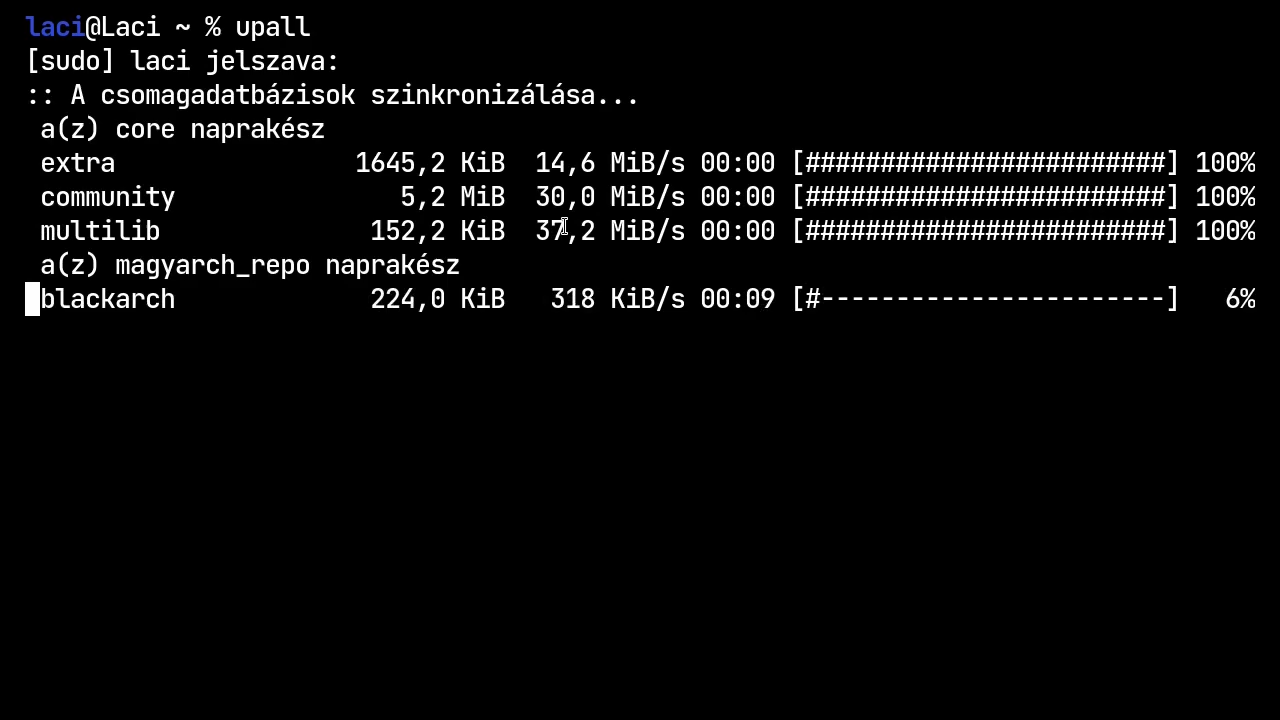 laci@Laci ~ % upall
[sudo] laci jelszava:
:: A csomagadatbázisok szinkronizálása...
 a(z) core naprakész
 extra                1645,2 KiB  14,6 MiB/s 00:00 [########################] 100%
 community               5,2 MiB  30,0 MiB/s 00:00 [########################] 100%
 multilib              152,2 KiB  37,2 MiB/s 00:00 [########################] 100%
 a(z) magyarch_repo naprakész
 blackarch             224,0 KiB   318 KiB/s 00:09 [#-----------------------]   6%